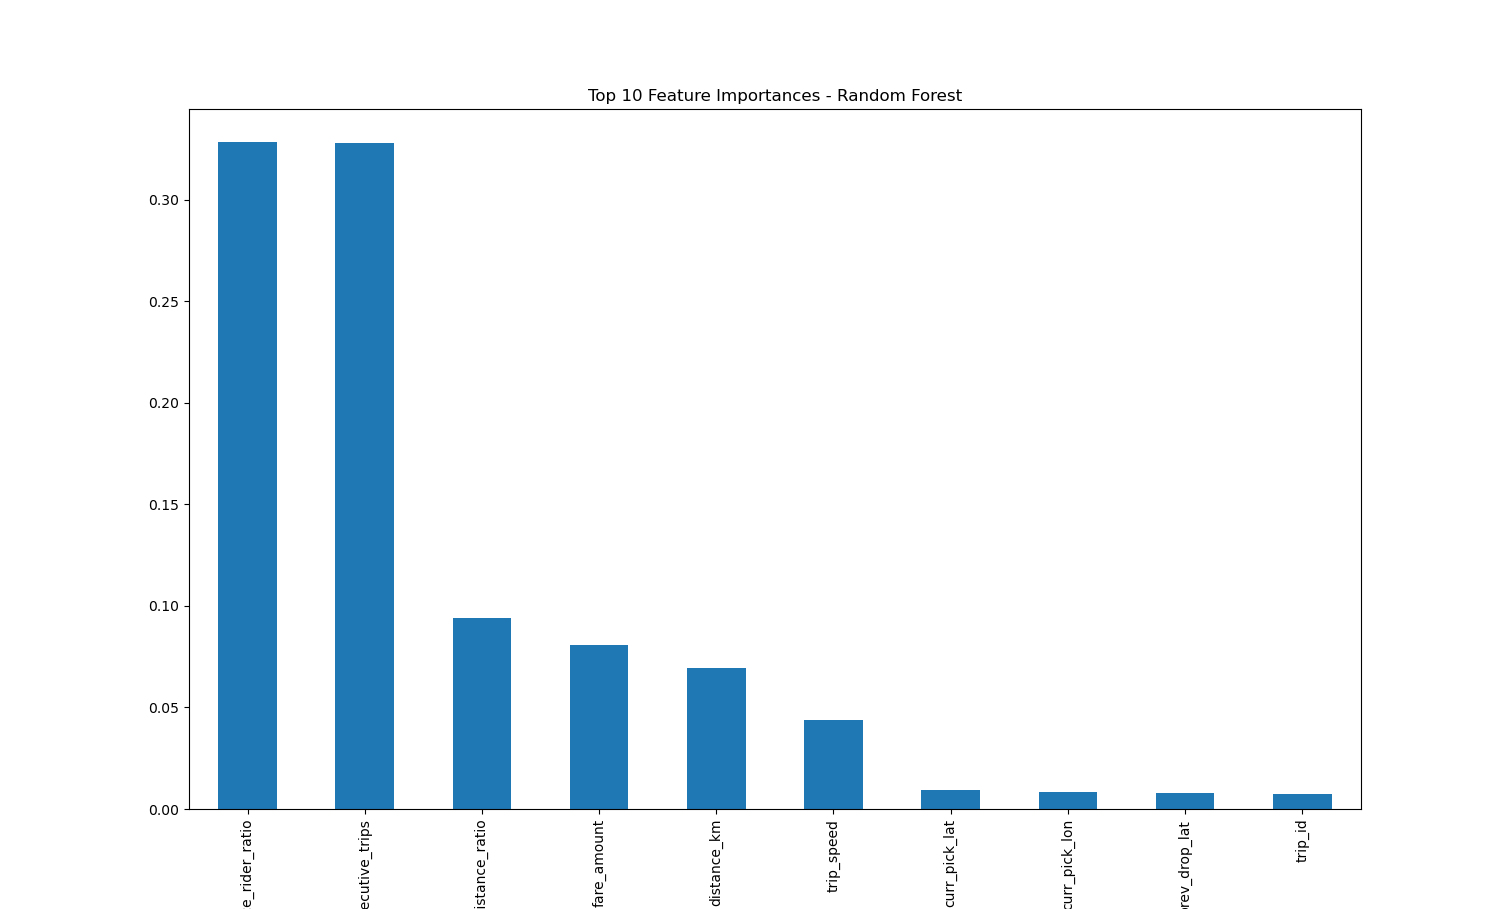 Top 10 Feature Importances - Random Forest
0.30
0.25
0.20
0.15
0.10
0.05
0.00
e_rider_ratio
ecutive_trips
istance_ratio
fare_amount
distance_km
trip_speed
curr_pick_lat
curr_pick_lon
prev_drop_lat
trip_id